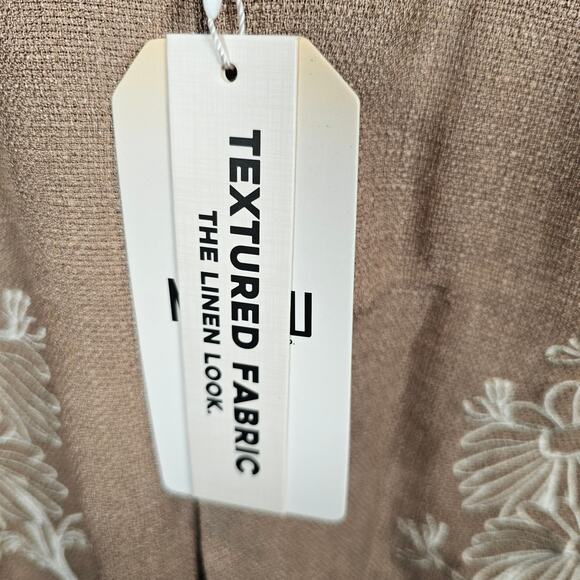 TEXTURED FABRIC
THE LINEN LOOK.